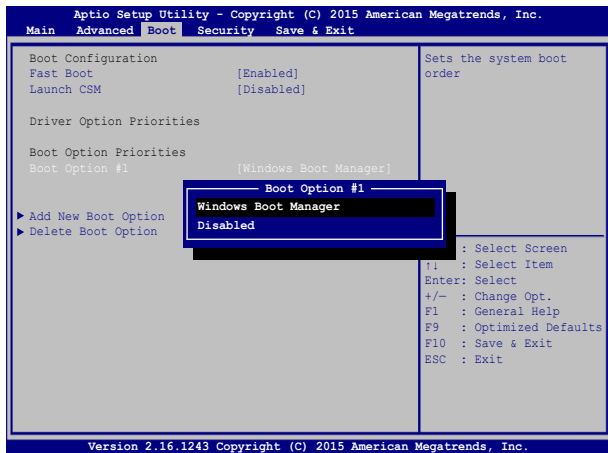 Aptio Setup Utility - Copyright (C) 2015 American Megatrends, Inc.
Main Advanced Boot Security Save & Exit
Boot Configuration
Fast Boot [Enabled]
Launch CSM [Disabled]
Driver Option Priorities
Boot Option Priorities
Boot Option #1 [Windows Boot Manager]
Add New Boot Option
Delete Boot Option
Boot Option #1
Windows Boot Manager
Disabled
Sets the system boot
order
: Select Screen
↑↓ : Select Item
Enter: Select
+/— : Change Opt.
F1 : General Help
F9 : Optimized Defaults
F10 : Save & Exit
ESC : Exit
Version 2.16.1243 Copyright (C) 2015 American Megatrends, Inc.